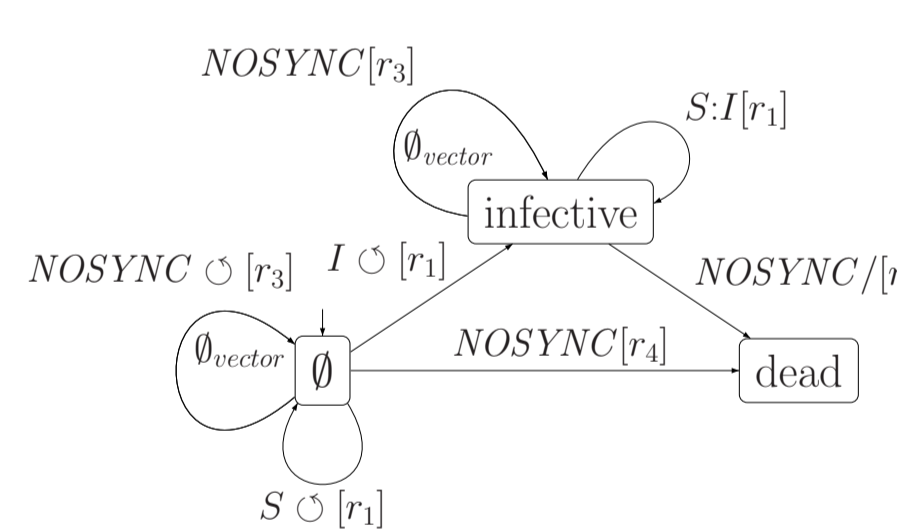 NOSYNC[r₃]
S:I[r₁]
∅vector
infective
NOSYNC ↺ [r₃]
I ↺ [r₁]
NOSYNC/[r
∅vector
∅
NOSYNC[r₄]
dead
S ↺ [r₁]